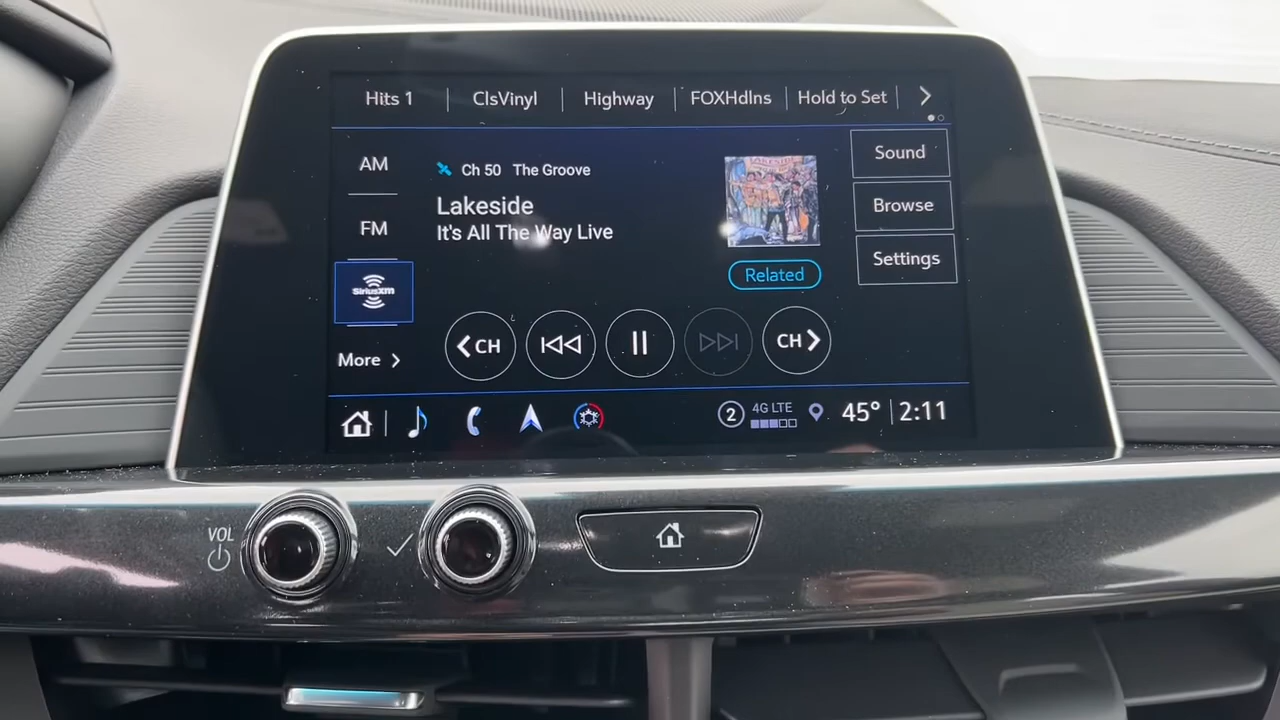 Hits 1
ClsVinyl
Highway
FOXHdlns
Hold to Set
AM
FM
SiriusXM
More
Ch 50 The Groove
Lakeside
It's All The Way Live
LAKESIDE
Related
Sound
Browse
Settings
CH
CH
2
4G LTE
45°
2:11
VOL